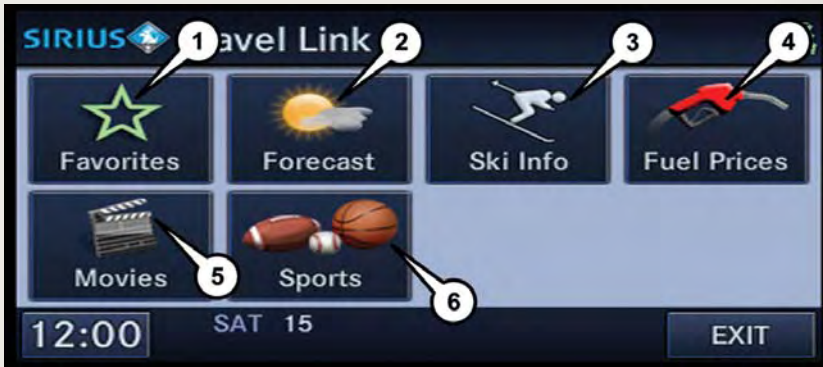 SIRIUS avel Link
1
2
3
4
Favorites
Forecast
Ski Info
Fuel Prices
Movies
5
Sports
6
12:00
SAT 15
EXIT